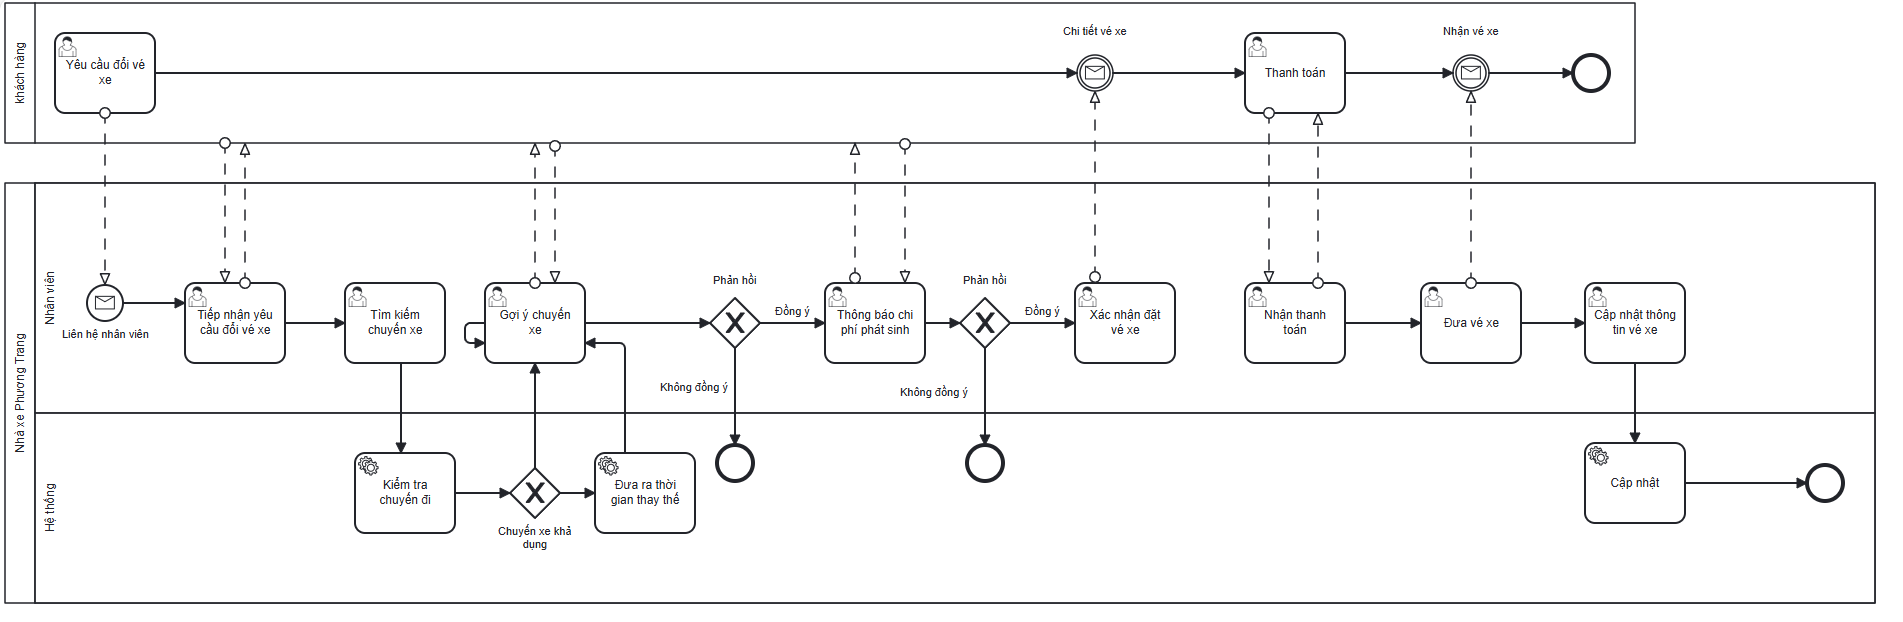 khách hàng
Yêu cầu đổi vé
xe
Chi tiết vé xe
Thanh toán
Nhận vé xe
Nhà xe Phương Trang
Nhân viên
Liên hệ nhân viên
Tiếp nhận yêu
cầu đổi vé xe
Tìm kiếm
chuyến xe
Gợi ý chuyến
xe
Phản hồi
Đồng ý
Không đồng ý
Thông báo chi
phí phát sinh
Phản hồi
Đồng ý
Không đồng ý
Xác nhận đặt
vé xe
Nhận thanh
toán
Đưa vé xe
Cập nhật thông
tin vé xe
Hệ thống
Kiểm tra
chuyến đi
Chuyến xe khả
dụng
Đưa ra thời
gian thay thế
Cập nhật